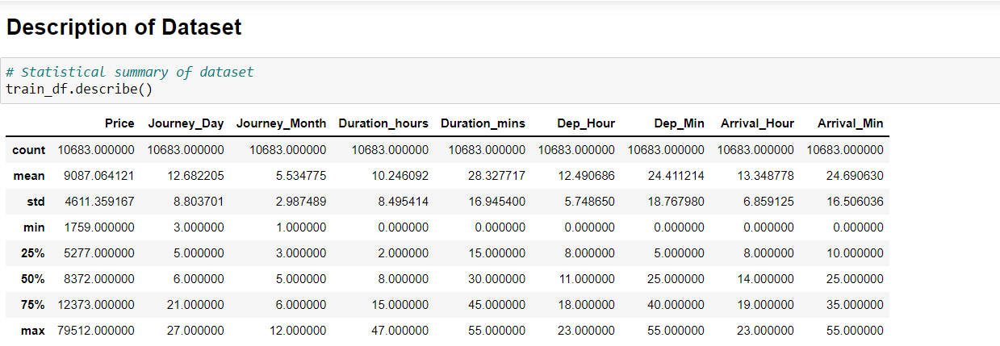 Description of Dataset
# Statistical summary of dataset
train_df.describe()
Price Journey_Day Journey_Month Duration_hours Duration_mins Dep_Hour Dep_Min Arrival_Hour Arrival_Min
count 10683.000000 10683.000000 10683.000000 10683.000000 10683.000000 10683.000000 10683.000000 10683.000000 10683.000000
mean 9087.064121 12.682205 5.534775 10.246092 28.327717 12.490686 24.411214 13.348778 24.690630
std 4611.359167 8.803701 2.987489 8.495414 16.945400 5.748650 18.767980 6.859125 16.506036
min 1759.000000 3.000000 1.000000 0.000000 0.000000 0.000000 0.000000 0.000000 0.000000
25% 5277.000000 5.000000 3.000000 2.000000 15.000000 8.000000 5.000000 8.000000 10.000000
50% 8372.000000 6.000000 5.000000 8.000000 30.000000 11.000000 25.000000 14.000000 25.000000
75% 12373.000000 21.000000 6.000000 15.000000 45.000000 18.000000 40.000000 19.000000 35.000000
max 79512.000000 27.000000 12.000000 47.000000 55.000000 23.000000 55.000000 23.000000 55.000000